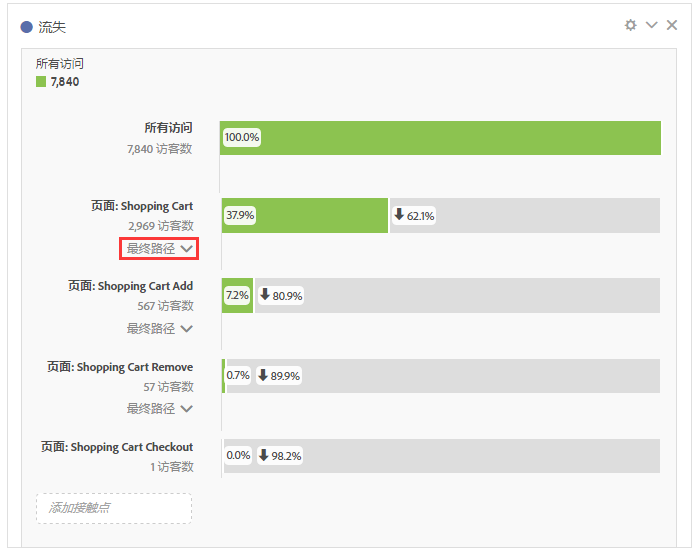 流失
所有访问
7,840
所有访问
7,840 访客数
100.0%
页面: Shopping Cart
2,969 访客数
最终路径
37.9%
62.1%
页面: Shopping Cart Add
567 访客数
最终路径
7.2%
80.9%
页面: Shopping Cart Remove
57 访客数
最终路径
0.7%
89.9%
页面: Shopping Cart Checkout
1 访客数
0.0%
98.2%
添加接触点